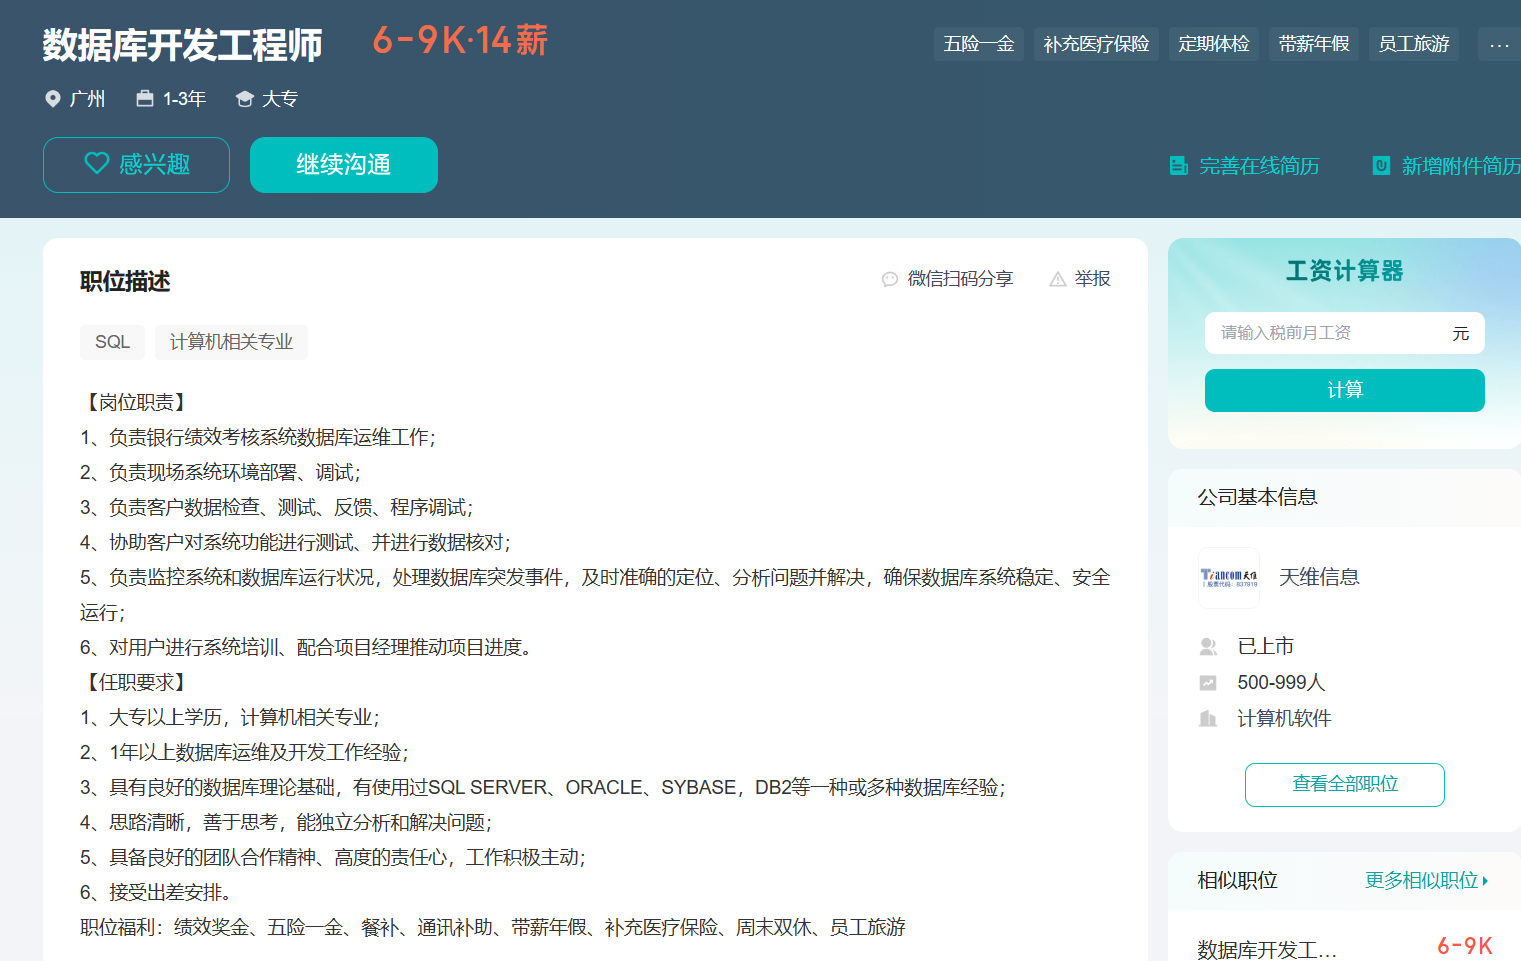 数据库开发工程师
6-9K·14薪
五险一金
补充医疗保险
定期体检
带薪年假
员工旅游
...
广州
1-3年
大专
感兴趣
继续沟通
完善在线简历
新增附件简历
职位描述
微信扫码分享
举报
SQL
计算机相关专业
【岗位职责】
1、负责银行绩效考核系统数据库运维工作；
2、负责现场系统环境部署、调试；
3、负责客户数据检查、测试、反馈、程序调试；
4、协助客户对系统功能进行测试、并进行数据核对；
5、负责监控系统和数据库运行状况，处理数据库突发事件，及时准确的定位、分析问题并解决，确保数据库系统稳定、安全
运行；
6、对用户进行系统培训、配合项目经理推动项目进度。
【任职要求】
1、大专以上学历，计算机相关专业；
2、1年以上数据库运维及开发工作经验；
3、具有良好的数据库理论基础，有使用过SQL SERVER、ORACLE、SYBASE，DB2等一种或多种数据库经验；
4、思路清晰，善于思考，能独立分析和解决问题；
5、具备良好的团队合作精神、高度的责任心，工作积极主动；
6、接受出差安排。
职位福利：绩效奖金、五险一金、餐补、通讯补助、带薪年假、补充医疗保险、周末双休、员工旅游
工资计算器
请输入税前月工资
元
计算
公司基本信息
Tiancom天维
股票代码：837919
天维信息
已上市
500-999人
计算机软件
查看全部职位
相似职位
更多相似职位
数据库开发工...
6-9K